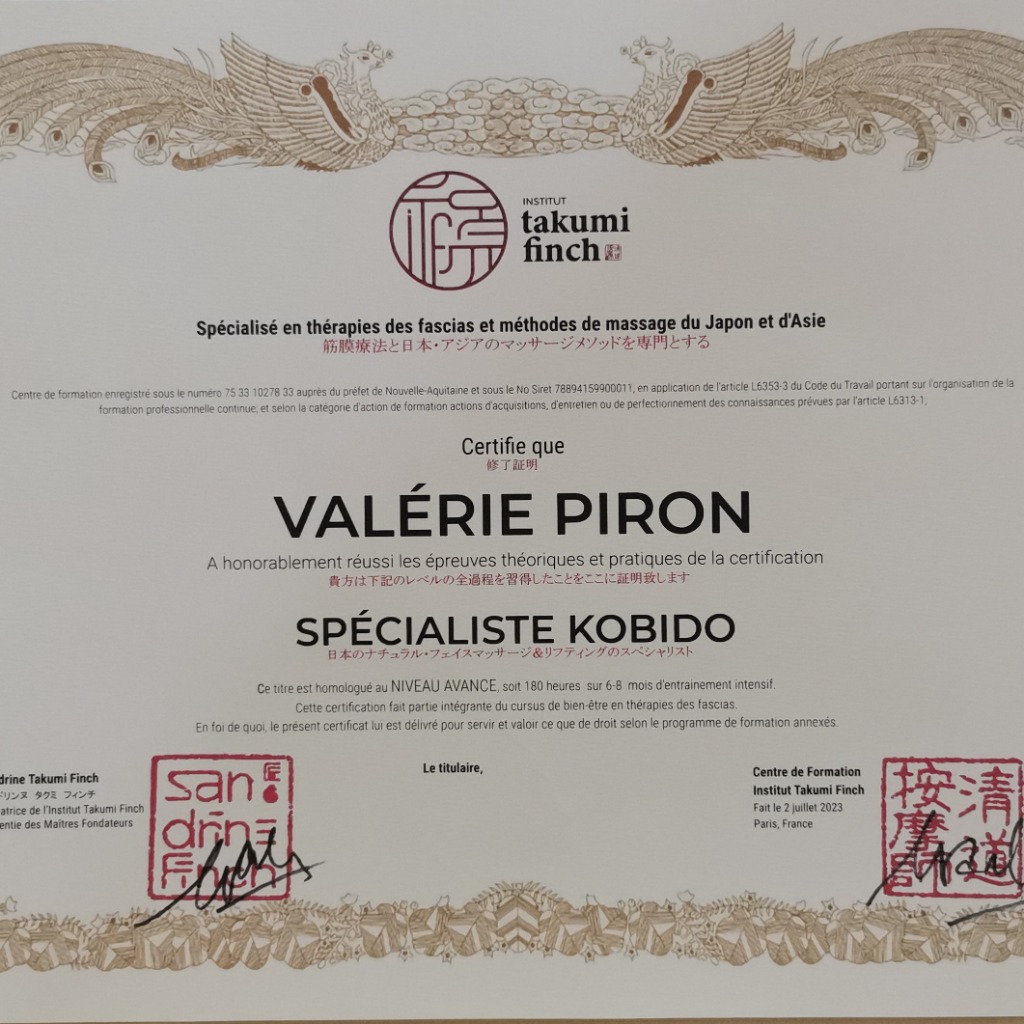 INSTITUT
takumi
finch
Spécialisé en thérapies des fascias et méthodes de massage du Japon et d'Asie
筋膜療法と日本・アジアのマッサージメソッドを専門とする
Centre de formation enregistré sous le numéro 75 33 10278 33 auprès du préfet de Nouvelle-Aquitaine et sous le No Siret 78894159900011; en application de l'article L6353-3 du Code du Travail portant sur l'organisation de la
formation professionnelle continue; et selon la catégorie d'action de formation actions d'acquisitions, d'entretien ou de perfectionnement des connaissances prévues par l'article L6313-1;
Certifie que
修了証明
VALÉRIE PIRON
A honorablement réussi les épreuves théoriques et pratiques de la certification
貴方は下記のレベルの全過程を習得したことをここに証明致します
SPÉCIALISTE KOBIDO
日本のナチュラル・フェイスマッサージ&リフティングのスペシャリスト
Ce titre est homologué au NIVEAU AVANCE, soit 180 heures sur 6-8 mois d'entrainement intensif.
Cette certification fait partie intégrante du cursus de bien-être en thérapies des fascias.
En foi de quoi, le présent certificat lui est délivré pour servir et valoir ce que de droit selon le programme de formation annexés.
drine Takumi Finch
ドリンヌ タクミ フィンチ
atrice de l'Institut Takumi Finch
entie des Maîtres Fondateurs
san
drine
Finch
Le titulaire,
Centre de Formation
Institut Takumi Finch
Fait le 2 juillet 2023
Paris, France
清道
按摩